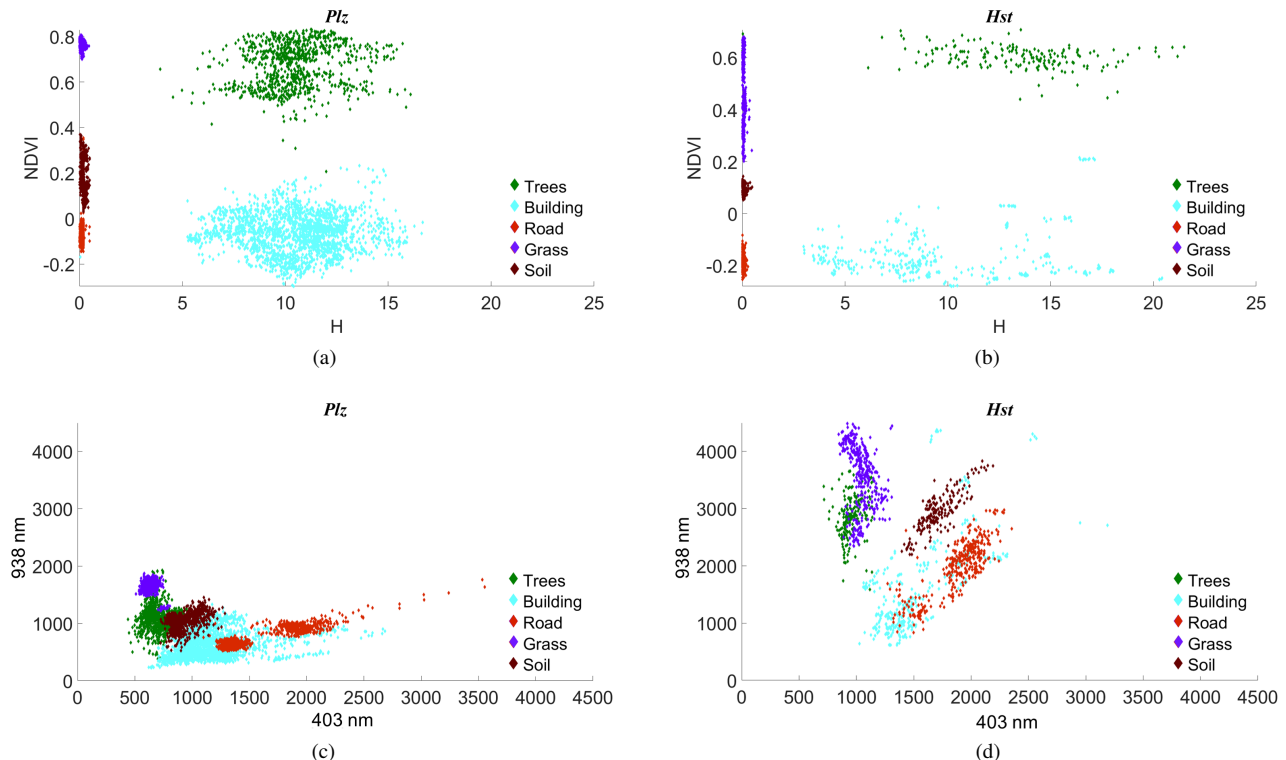 Plz
0.8
0.6
0.4
0.2
0
-0.2
NDVI
0
5
10
15
20
25
H
Trees
Building
Road
Grass
Soil
(a)
Hst
0.6
0.4
0.2
0
-0.2
NDVI
0
5
10
15
20
25
H
Trees
Building
Road
Grass
Soil
(b)
Plz
4000
3000
2000
1000
0
938 nm
0
500
1000
1500
2000
2500
3000
3500
4000
4500
403 nm
Trees
Building
Road
Grass
Soil
(c)
Hst
4000
3000
2000
1000
0
938 nm
0
500
1000
1500
2000
2500
3000
3500
4000
4500
403 nm
Trees
Building
Road
Grass
Soil
(d)